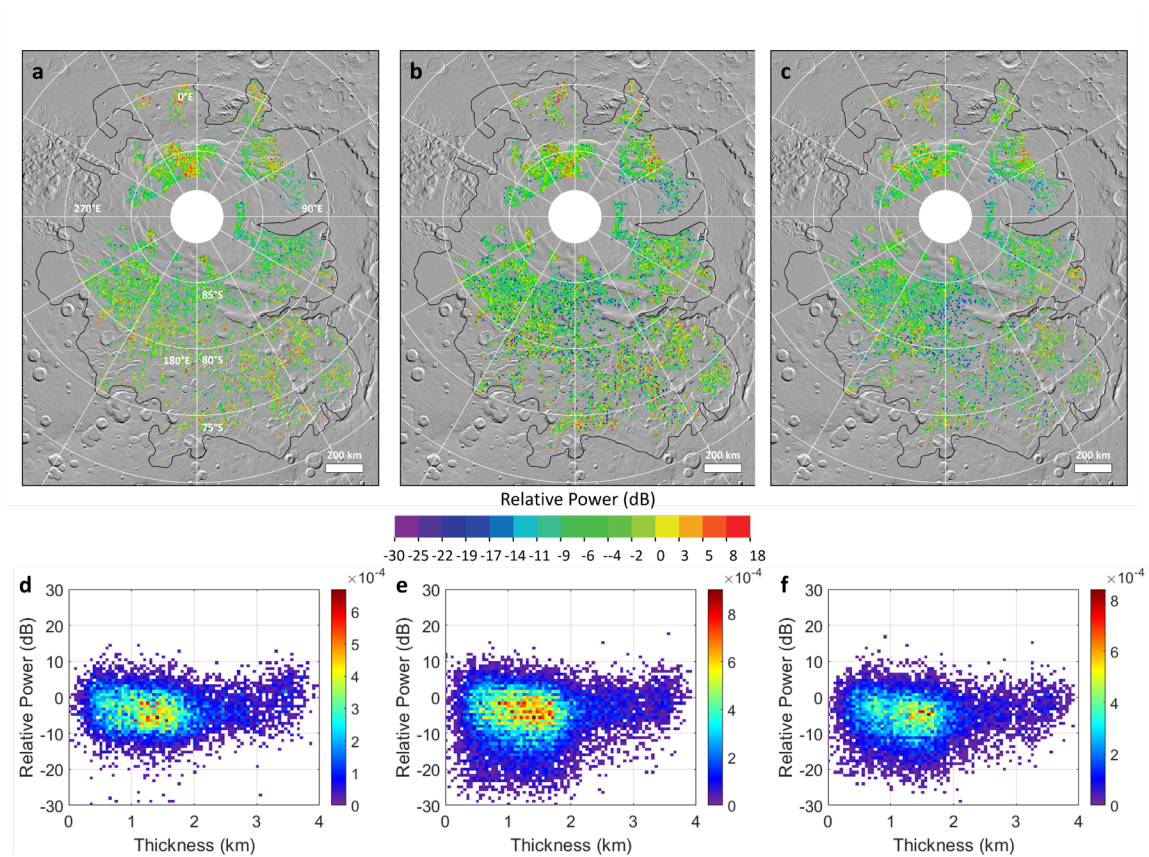 a b c
0°E
270°E 90°E
85°S
180°E 80°S
75°S
200 km 200 km 200 km
Relative Power (dB)
-30 -25 -22 -19 -17 -14 -11 -9 -6 --4 -2 0 3 5 8 18
d ×10-4 e ×10-4 f ×10-4
30 30 30
20 6 20 8 20 8
10 5 10 10
0 4 0 6 0 6
-10 3 -10 4 -10 4
-20 2 -20 2 -20 2
1
-30 0 -30 0 -30 0
Relative Power (dB) Relative Power (dB) Relative Power (dB)
0 1 2 3 4 0 1 2 3 4 0 1 2 3 4
Thickness (km) Thickness (km) Thickness (km)